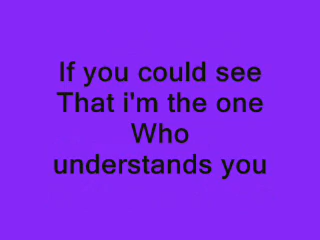 If you could see
That i'm the one
Who
understands you